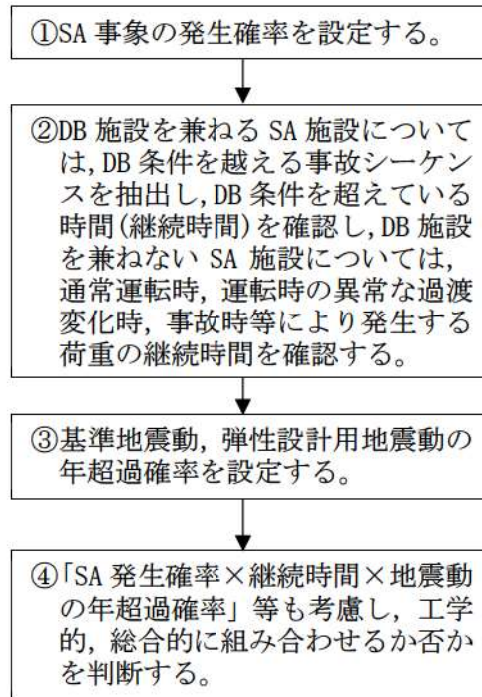 ①SA 事象の発生確率を設定する。
②DB 施設を兼ねる SA 施設について
は,DB 条件を越える事故シーケン
スを抽出し,DB 条件を超えている
時間(継続時間)を確認し,DB 施設
を兼ねない SA 施設については,
通常運転時, 運転時の異常な過渡
変化時, 事故時等により発生する
荷重の継続時間を確認する。
③基準地震動, 弾性設計用地震動の
年超過確率を設定する。
④「SA 発生確率×継続時間×地震動
の年超過確率」等も考慮し, 工学
的, 総合的に組み合わせるか否か
を判断する。